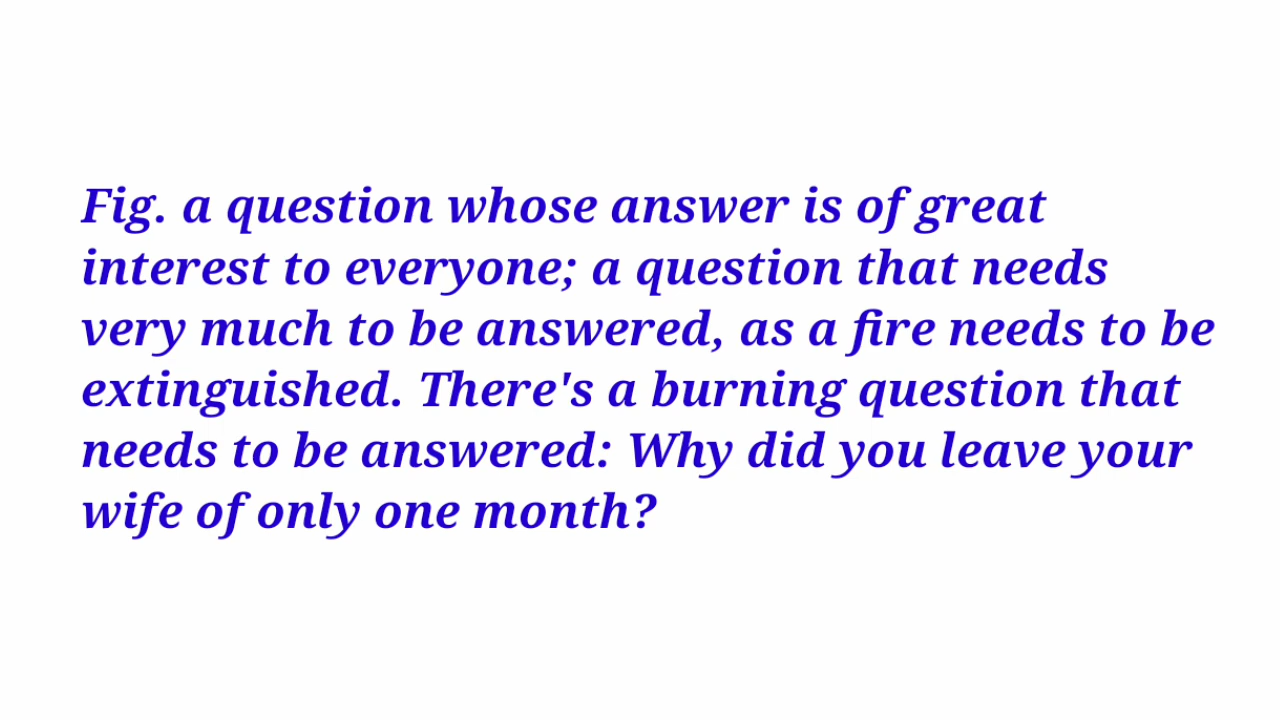 Fig. a question whose answer is of great
interest to everyone; a question that needs
very much to be answered, as a fire needs to be
extinguished. There's a burning question that
needs to be answered: Why did you leave your
wife of only one month?